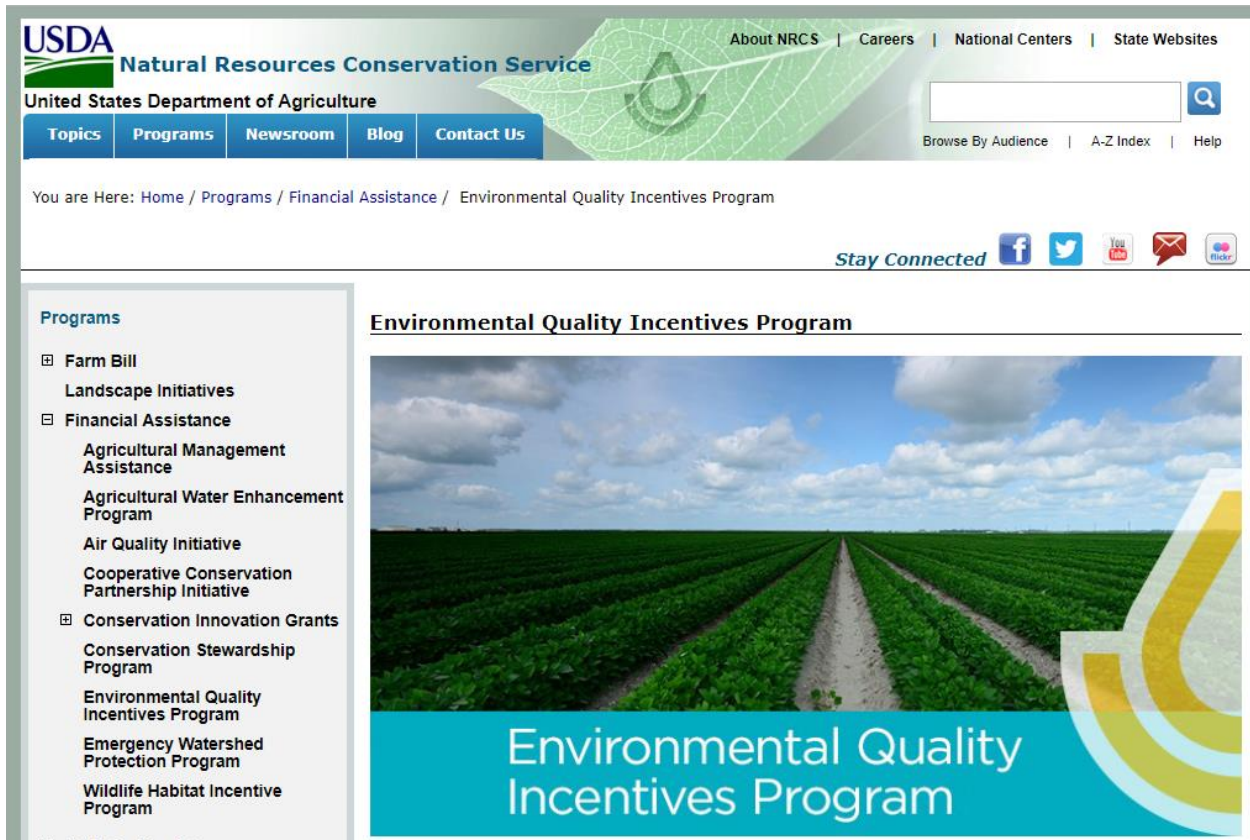 USDA
Natural Resources Conservation Service
United States Department of Agriculture
About NRCS | Careers | National Centers | State Websites
Topics Programs Newsroom Blog Contact Us
Browse By Audience | A-Z Index | Help
You are Here: Home / Programs / Financial Assistance / Environmental Quality Incentives Program
Stay Connected
You
Tube
flickr
Programs
Farm Bill
Landscape Initiatives
Financial Assistance
Agricultural Management
Assistance
Agricultural Water Enhancement
Program
Air Quality Initiative
Cooperative Conservation
Partnership Initiative
Conservation Innovation Grants
Conservation Stewardship
Program
Environmental Quality
Incentives Program
Emergency Watershed
Protection Program
Wildlife Habitat Incentive
Program
Environmental Quality Incentives Program
Environmental Quality
Incentives Program